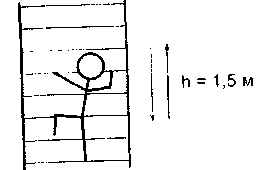 h = 1,5 м